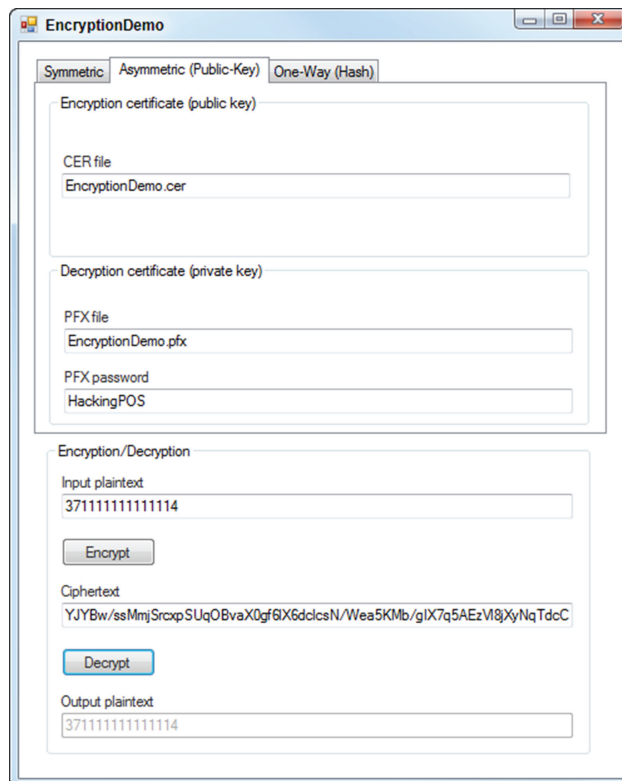 EncryptionDemo
Symmetric Asymmetric (Public-Key) One-Way (Hash)
Encryption certificate (public key)
CER file
EncryptionDemo.cer
Decryption certificate (private key)
PFX file
EncryptionDemo.pfx
PFX password
HackingPOS
Encryption/Decryption
Input plaintext
371111111111114
Encrypt
Ciphertext
YJYBw/ssMmjSrcxpSUqOBvaX0gf6IX6dclcsN/Wea5KMb/gIX7q5AEzVl8jXyNqTdcC
Decrypt
Output plaintext
371111111111114